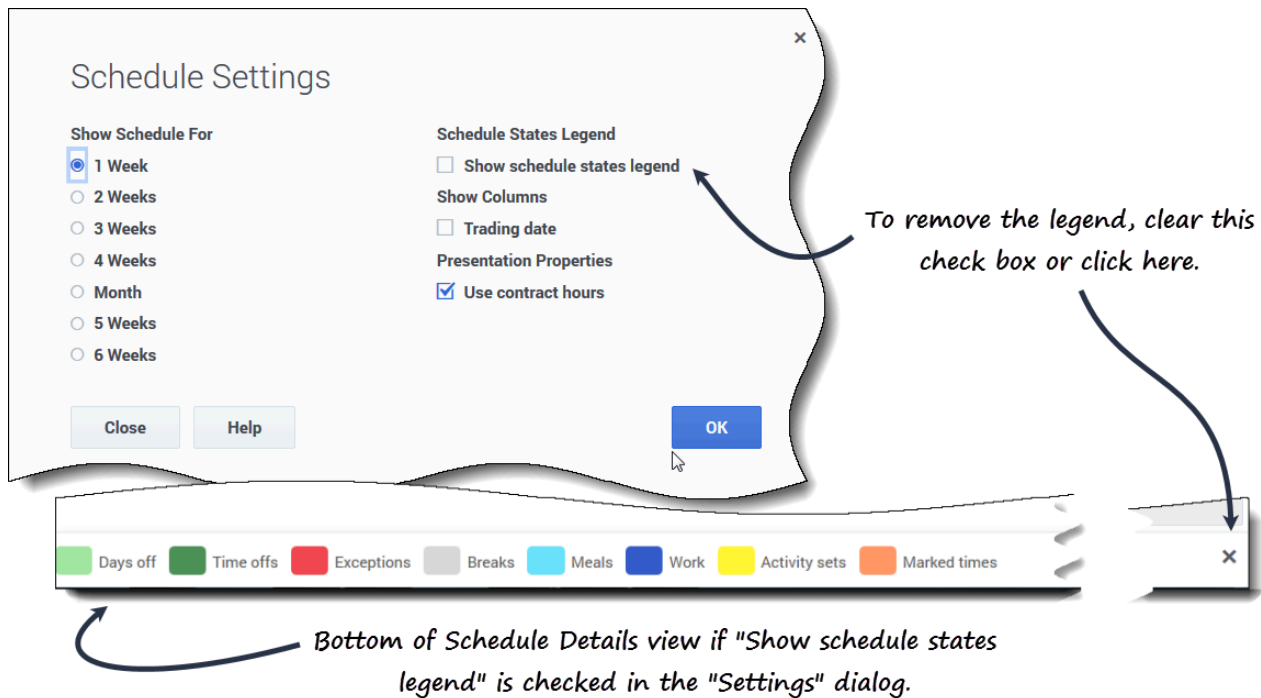 ×
Schedule Settings
Show Schedule For
1 Week
2 Weeks
3 Weeks
4 Weeks
Month
5 Weeks
6 Weeks
Schedule States Legend
Show schedule states legend
Show Columns
Trading date
Presentation Properties
Use contract hours
Close Help OK
To remove the legend, clear this
check box or click here.
Days off Time offs Exceptions Breaks Meals Work Activity sets Marked times ×
Bottom of Schedule Details view if "Show schedule states
legend" is checked in the "Settings" dialog.